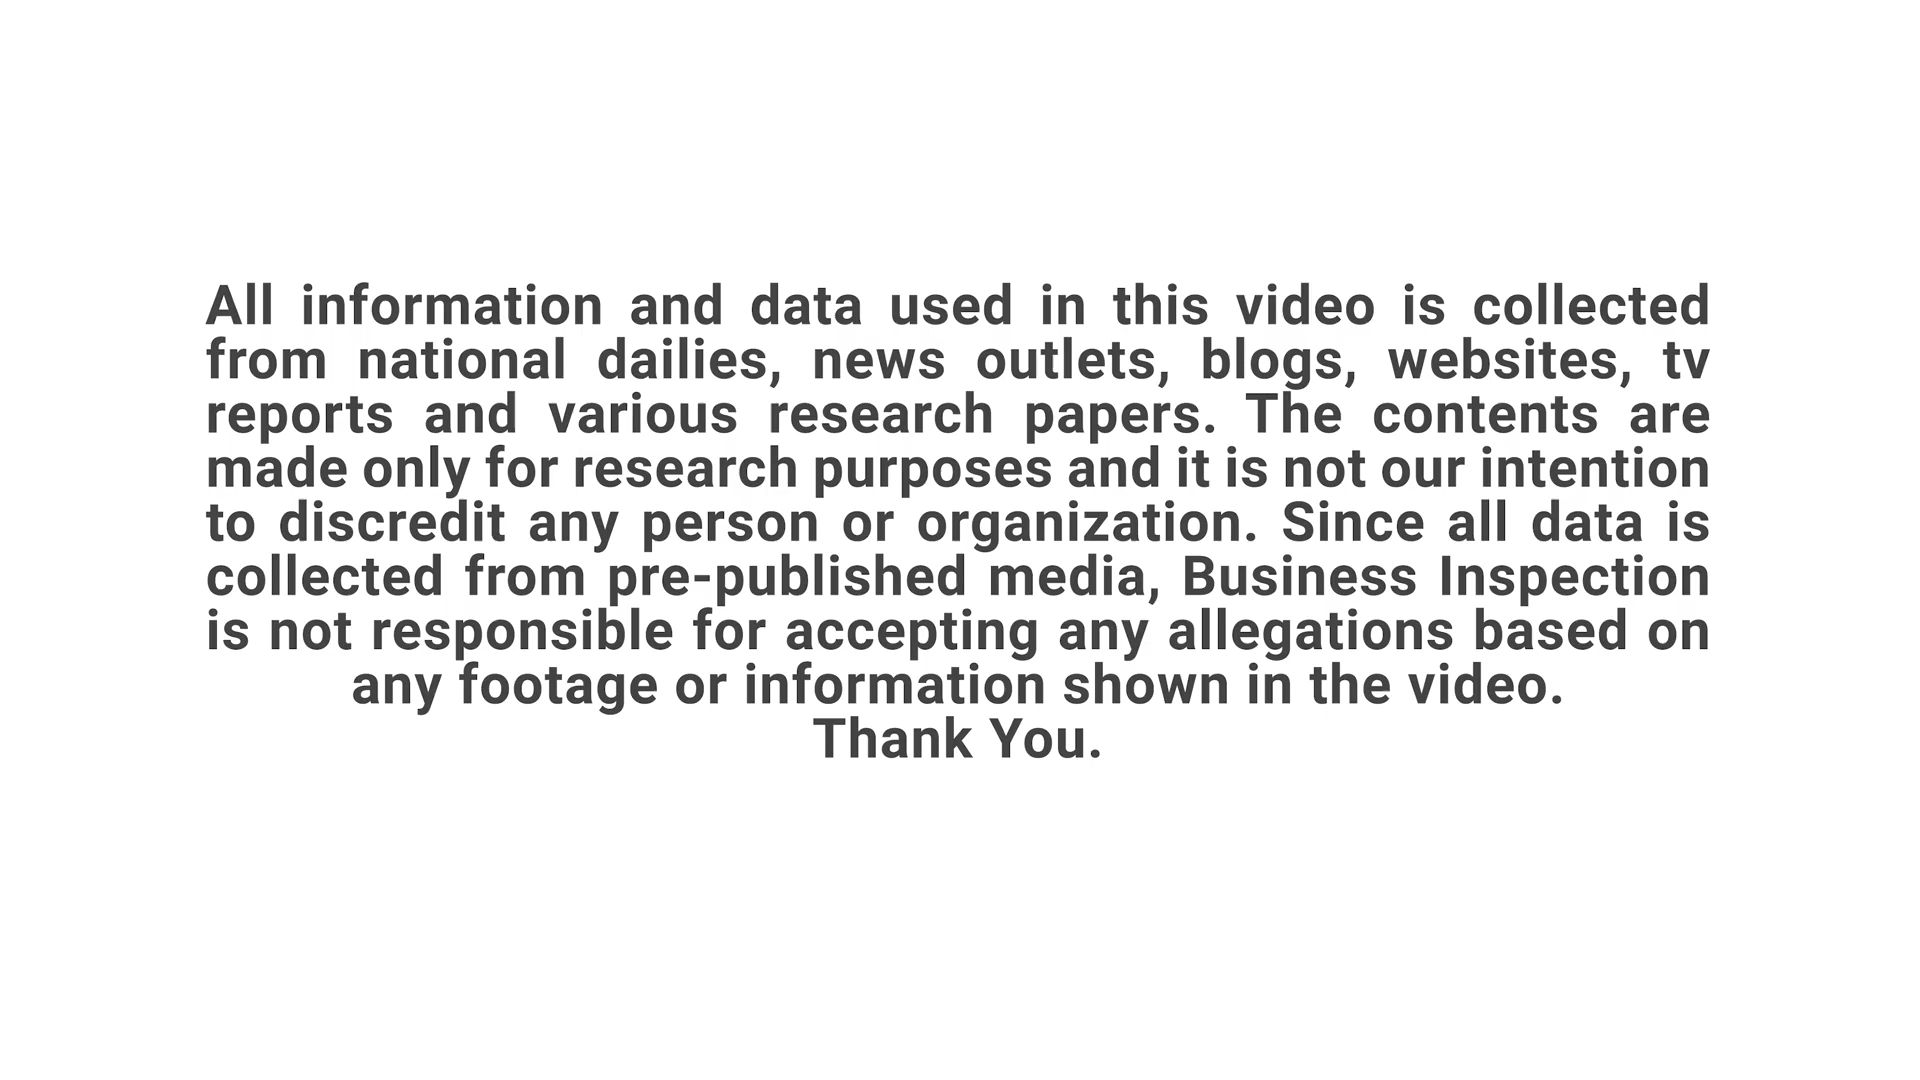 All information and data used in this video is collected
from national dailies, news outlets, blogs, websites, tv
reports and various research papers. The contents are
made only for research purposes and it is not our intention
to discredit any person or organization. Since all data is
collected from pre-published media, Business Inspection
is not responsible for accepting any allegations based on
any footage or information shown in the video.
Thank You.